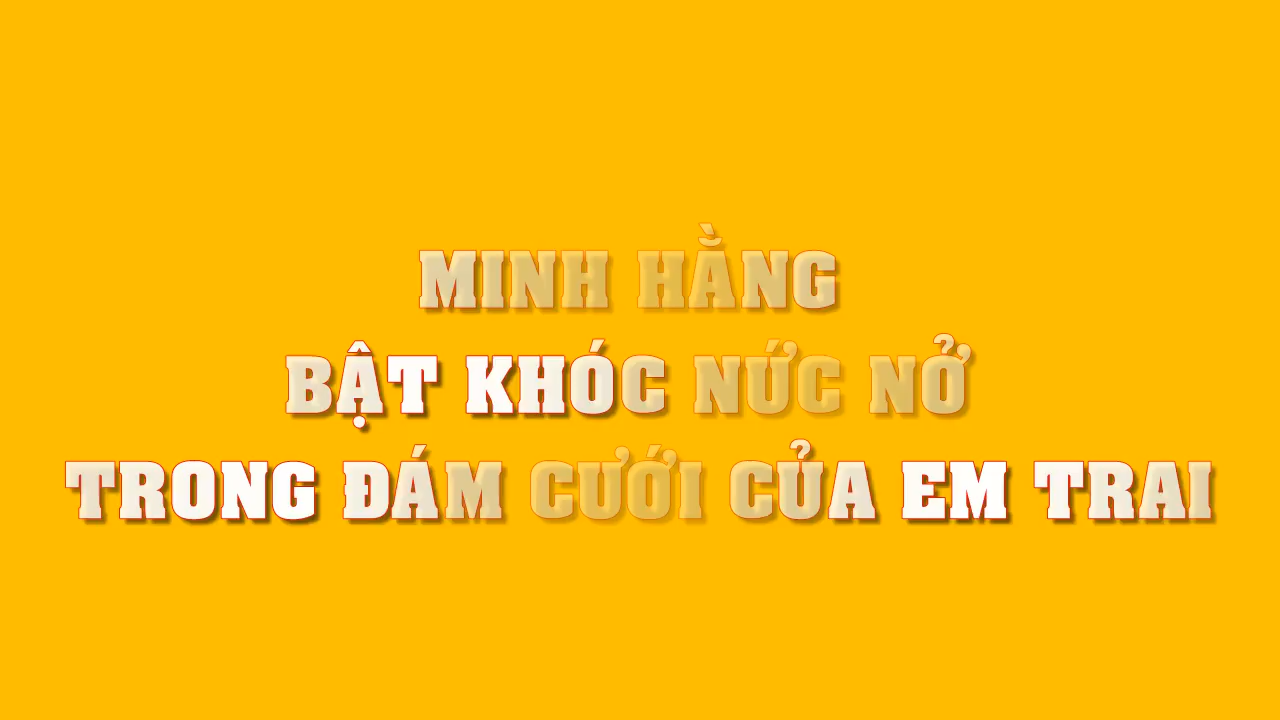 MINH HẰNG
BẬT KHÓC NỨC NỞ
TRONG ĐÁM CƯỚI CỦA EM TRAI